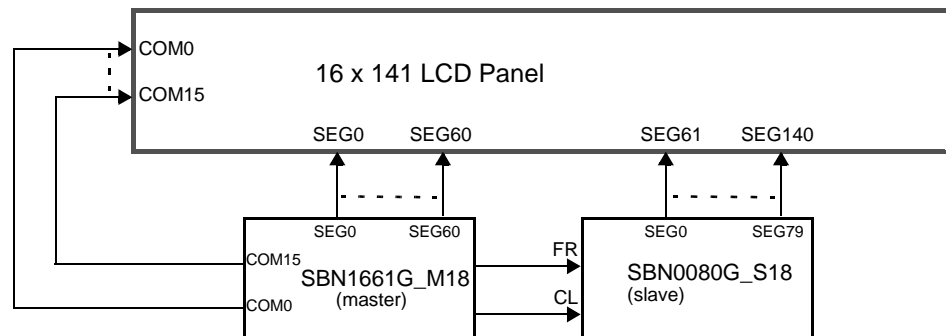 COM0
16 x 141 LCD Panel
COM15
SEG0
SEG60
SEG61
SEG140
SEG0
SEG60
SEG0
SEG79
COM15
SBN1661G_M18
(master)
COM0
FR
CL
SBN0080G_S18
(slave)